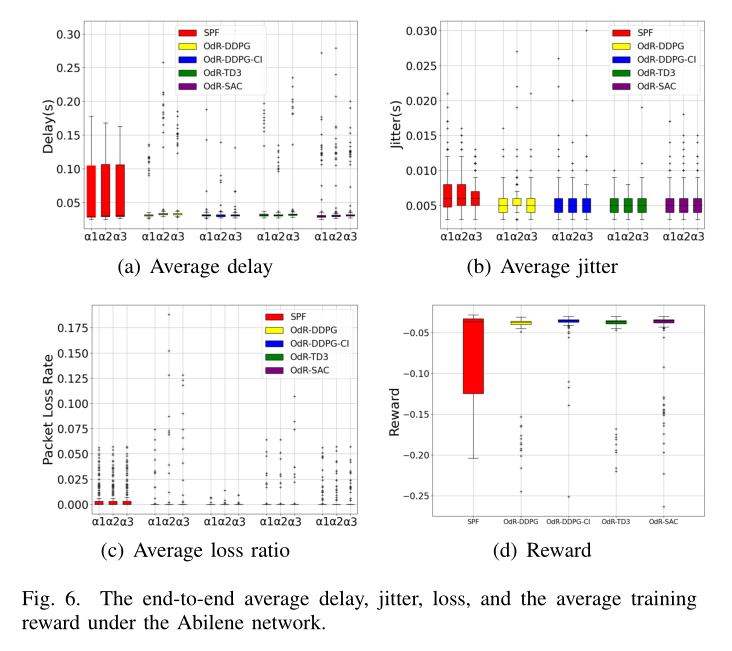 0.30
0.25
0.20
0.15
0.10
0.05
Delay(s)
SPF
OdR-DDPG
OdR-DDPG-CI
OdR-TD3
OdR-SAC
α1α2α3 α1α2α3 α1α2α3 α1α2α3 α1α2α3
(a) Average delay
0.030
0.025
0.020
0.015
0.010
0.005
Jitter(s)
SPF
OdR-DDPG
OdR-DDPG-CI
OdR-TD3
OdR-SAC
α1α2α3 α1α2α3 α1α2α3 α1α2α3 α1α2α3
(b) Average jitter
0.175
0.150
0.125
0.100
0.075
0.050
0.025
0.000
Packet Loss Rate
SPF
OdR-DDPG
OdR-DDPG-CI
OdR-TD3
OdR-SAC
α1α2α3 α1α2α3 α1α2α3 α1α2α3 α1α2α3
(c) Average loss ratio
−0.05
−0.10
−0.15
−0.20
−0.25
Reward
SPF OdR-DDPG OdR-DDPG-CI OdR-TD3 OdR-SAC
(d) Reward
Fig. 6. The end-to-end average delay, jitter, loss, and the average training
reward under the Abilene network.